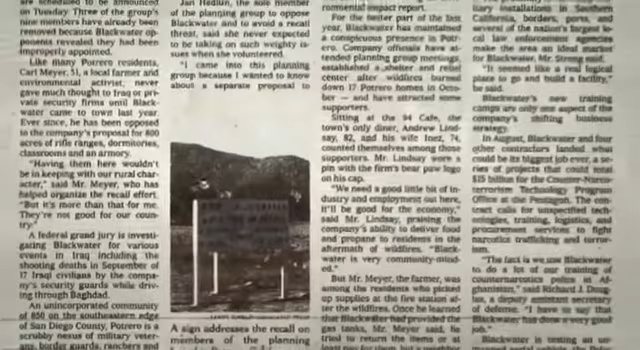 are scheduled to be announced
on Tuesday. Three of the group's
nine members have already been
removed because Blackwater op-
ponents revealed they had been
improperly appointed.
Like many Potrero residents,
Carl Meyer, 51, a local farmer and
environmental activist, never
gave much thought to Iraq or pri-
vate security firms until Black-
water came to town last year.
Ever since, he has been opposed
to the company's proposal for 800
acres of rifle ranges, dormitories,
classrooms and an armory.
"Having them here wouldn't
be in keeping with our rural char-
acter," said Mr. Meyer, who has
helped organize the recall effort.
"But it's more than that for me.
They're not good for our coun-
try."
A federal grand jury is investi-
gating Blackwater for various
events in Iraq including the
shooting deaths in September of
17 Iraqi civilians by the compa-
ny's security guards while driv-
ing through Baghdad.
An unincorporated community
of 850 on the southeastern edge
of San Diego County, Potrero is a
scrubby nexus of military veter-
ans, border guards, ranchers and
Jan Hedlun, the sole member
of the planning group to oppose
Blackwater and to avoid a recall
threat, said she never expected
to be taking on such weighty is-
sues when she volunteered.
"I came into this planning
group because I wanted to know
about a separate proposal to
A sign addresses the recall on
members of the planning
ronmental impact report.
For the better part of the last
year, Blackwater has maintained
a conspicuous presence in Potr-
ero. Company officials have at-
tended planning group meetings,
established a shelter and relief
center after wildfires burned
down 17 Potrero homes in Octo-
ber — and have attracted some
supporters.
Sitting at the 94 Cafe, the
town's only diner, Andrew Lind-
say, 82, and his wife Inez, 74,
counted themselves among those
supporters. Mr. Lindsay wore a
pin with the firm's bear paw logo
on his cap.
"We need a good little bit of in-
dustry and employment out here,
it'll be good for the economy,"
said Mr. Lindsay, praising the
company's ability to deliver food
and propane to residents in the
aftermath of wildfires. "Black-
water is very community-mind-
ed."
But Mr. Meyer, the farmer, was
among the residents who picked
up supplies at the fire station af-
ter the wildfires. Once he learned
that Blackwater had provided the
gas tanks, Mr. Meyer said, he
tried to return the items or at
least pay for them, but a neighbor
itary installations in Southern
California, borders, ports, and
several of the nation's largest lo-
cal law enforcement agencies
make the area an ideal market
for Blackwater, Mr. Strong said.
"It seemed like a real logical
place to go and build a facility,"
he said.
Blackwater's new training
camps are only one aspect of the
company's shifting business
strategy.
In August, Blackwater and four
other contractors landed what
could be its biggest job ever, a se-
ries of projects that could total
$15 billion for the Counter-Narco-
terrorism Technology Program
Office at the Pentagon. The con-
tract calls for unspecified tech-
nologies, training, logistics, and
procurement services to fight
narcotics trafficking and terror-
ism.
"The fact is we use Blackwater
to do a lot of our training of
counternarcotics police in Af-
ghanistan," said Richard J. Doug-
las, a deputy assistant secretary
of defense. "I have to say that
Blackwater has done a very good
job."
Blackwater is testing an un-